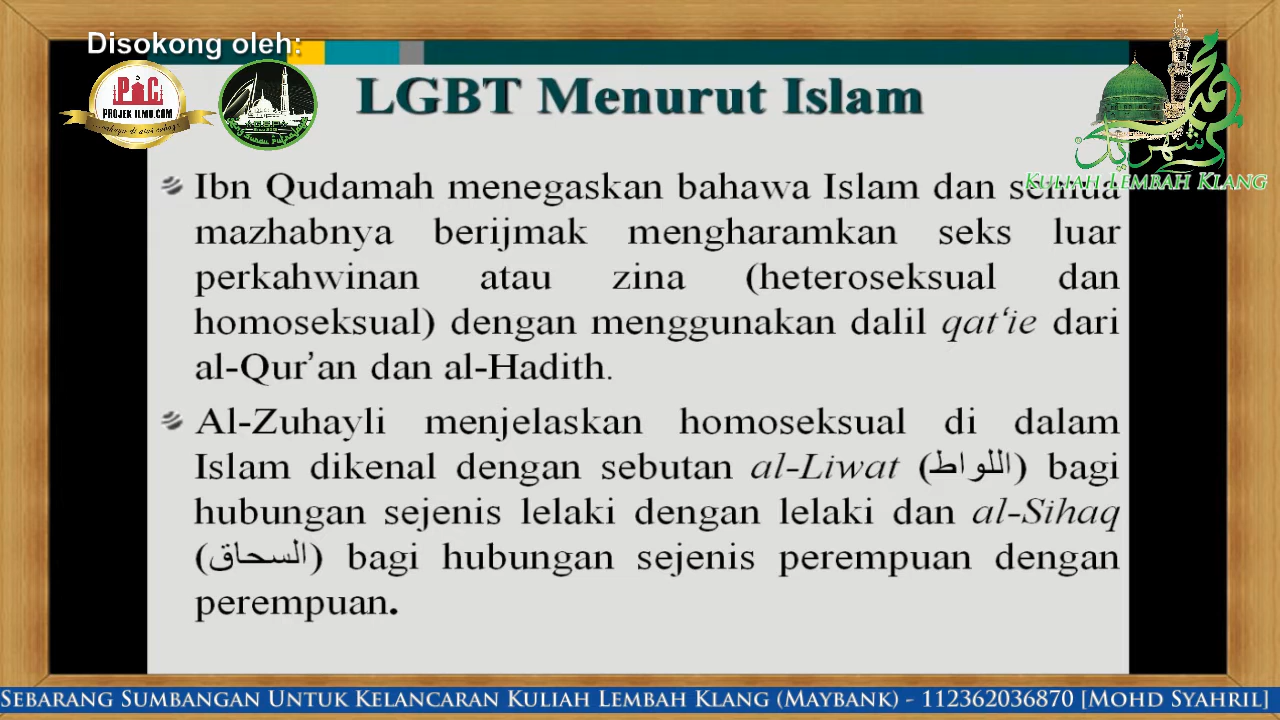 Disokong oleh:
PIC
PROJEK ILMU.COM
LGBT Menurut Islam
KULIAH LEMBAH KLANG
Ibn Qudamah menegaskan bahawa Islam dan semua
mazhabnya berijmak mengharamkan seks luar
perkahwinan atau zina (heteroseksual dan
homoseksual) dengan menggunakan dalil qat‘ie dari
al-Qur’an dan al-Hadith.
Al-Zuhayli menjelaskan homoseksual di dalam
Islam dikenal dengan sebutan al-Liwat (اللواط) bagi
hubungan sejenis lelaki dengan lelaki dan al-Sihaq
(السحاق) bagi hubungan sejenis perempuan dengan
perempuan.
SEBARANG SUMBANGAN UNTUK KELANCARAN KULIAH LEMBAH KLANG (MAYBANK) - 112362036870 [MOHD SYAHRIL]